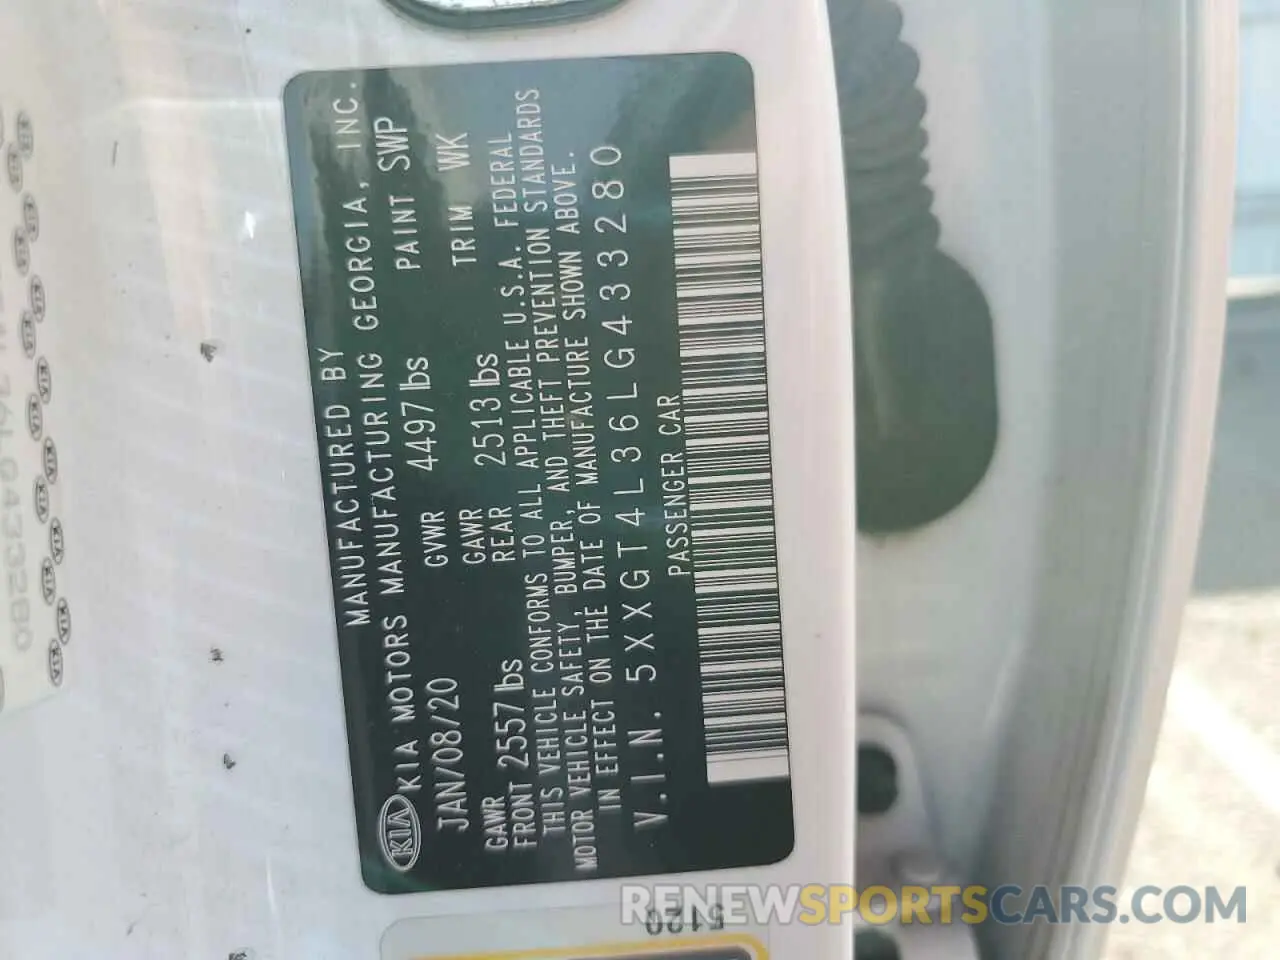 MANUFACTURED BY
KIA KIA MOTORS MANUFACTURING GEORGIA, INC.
JAN/08/20 GVWR 4497 lbs PAINT SWP
GAWR FRONT 2557 lbs GAWR REAR 2513 lbs TRIM WK
THIS VEHICLE CONFORMS TO ALL APPLICABLE U.S.A. FEDERAL
MOTOR VEHICLE SAFETY, BUMPER, AND THEFT PREVENTION STANDARDS
IN EFFECT ON THE DATE OF MANUFACTURE SHOWN ABOVE.
V.I.N. 5XXGT4L36LG433280
PASSENGER CAR
5120
RENEWSPORTSCARS.COM